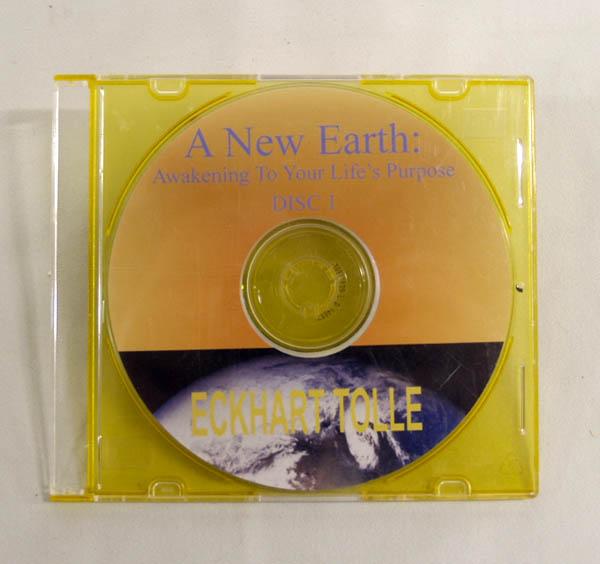 A New Earth:
Awakening To Your Life's Purpose
DISC 1
ECKHART TOLLE